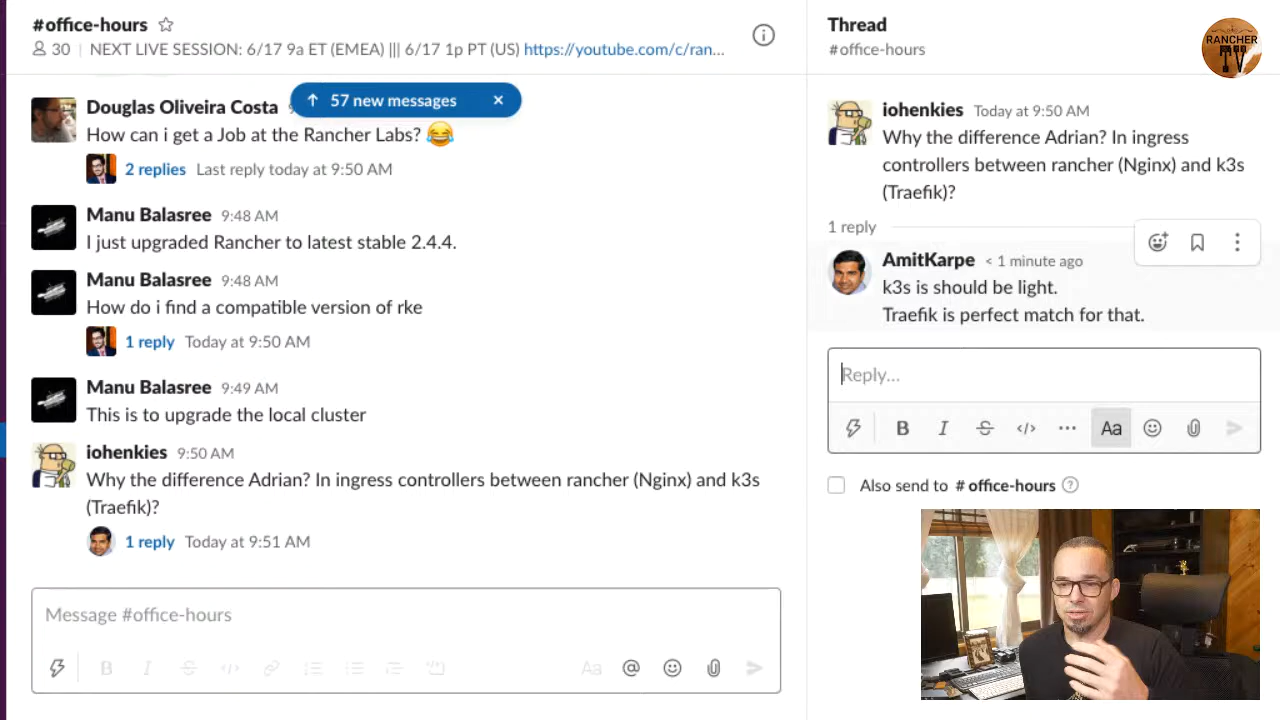 #office-hours
30 | NEXT LIVE SESSION: 6/17 9a ET (EMEA) ||| 6/17 1p PT (US) https://youtube.com/c/ran...
57 new messages
Douglas Oliveira Costa
How can i get a Job at the Rancher Labs? 😂
2 replies Last reply today at 9:50 AM
Manu Balasree 9:48 AM
I just upgraded Rancher to latest stable 2.4.4.
Manu Balasree 9:48 AM
How do i find a compatible version of rke
1 reply Today at 9:50 AM
Manu Balasree 9:49 AM
This is to upgrade the local cluster
iohenkies 9:50 AM
Why the difference Adrian? In ingress controllers between rancher (Nginx) and k3s
(Traefik)?
1 reply Today at 9:51 AM
Message #office-hours
Aa
Thread
#office-hours
RANCHER
TV
iohenkies Today at 9:50 AM
Why the difference Adrian? In ingress
controllers between rancher (Nginx) and k3s
(Traefik)?
1 reply
AmitKarpe < 1 minute ago
k3s is should be light.
Traefik is perfect match for that.
Reply...
B I S </> ... Aa
Also send to # office-hours